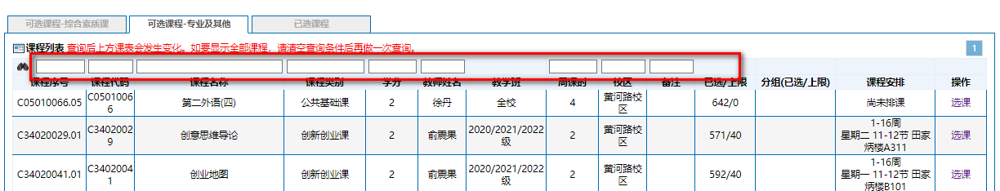 可选课程-综合素质课 可选课程-专业及其他 已选课程
课程列表 查询后上方课表会发生变化。如要显示全部课程，请清空查询条件后再做一次查询。 1
课程序号 课程代码 课程名称 课程类别 学分 教师姓名 教学班 周课时 校区 备注 已选/上限 分组(已选/上限) 课程安排 操作
C05010066.05 C05010066 第二外语(四) 公共基础课 2 徐丹 全校 4 黄河路校区 642/0 尚未排课 选课
C34020029.01 C34020029 创意思维导论 创新创业课 2 俞震果 2020/2021/2022级 2 黄河路校区 571/40 1-16周 星期二 11-12节 田家炳楼A311 选课
C34020041.01 C34020041 创业地图 创新创业课 2 俞震果 2020/2021/2022级 2 黄河路校区 592/40 1-16周 星期一 11-12节 田家炳楼B101 选课